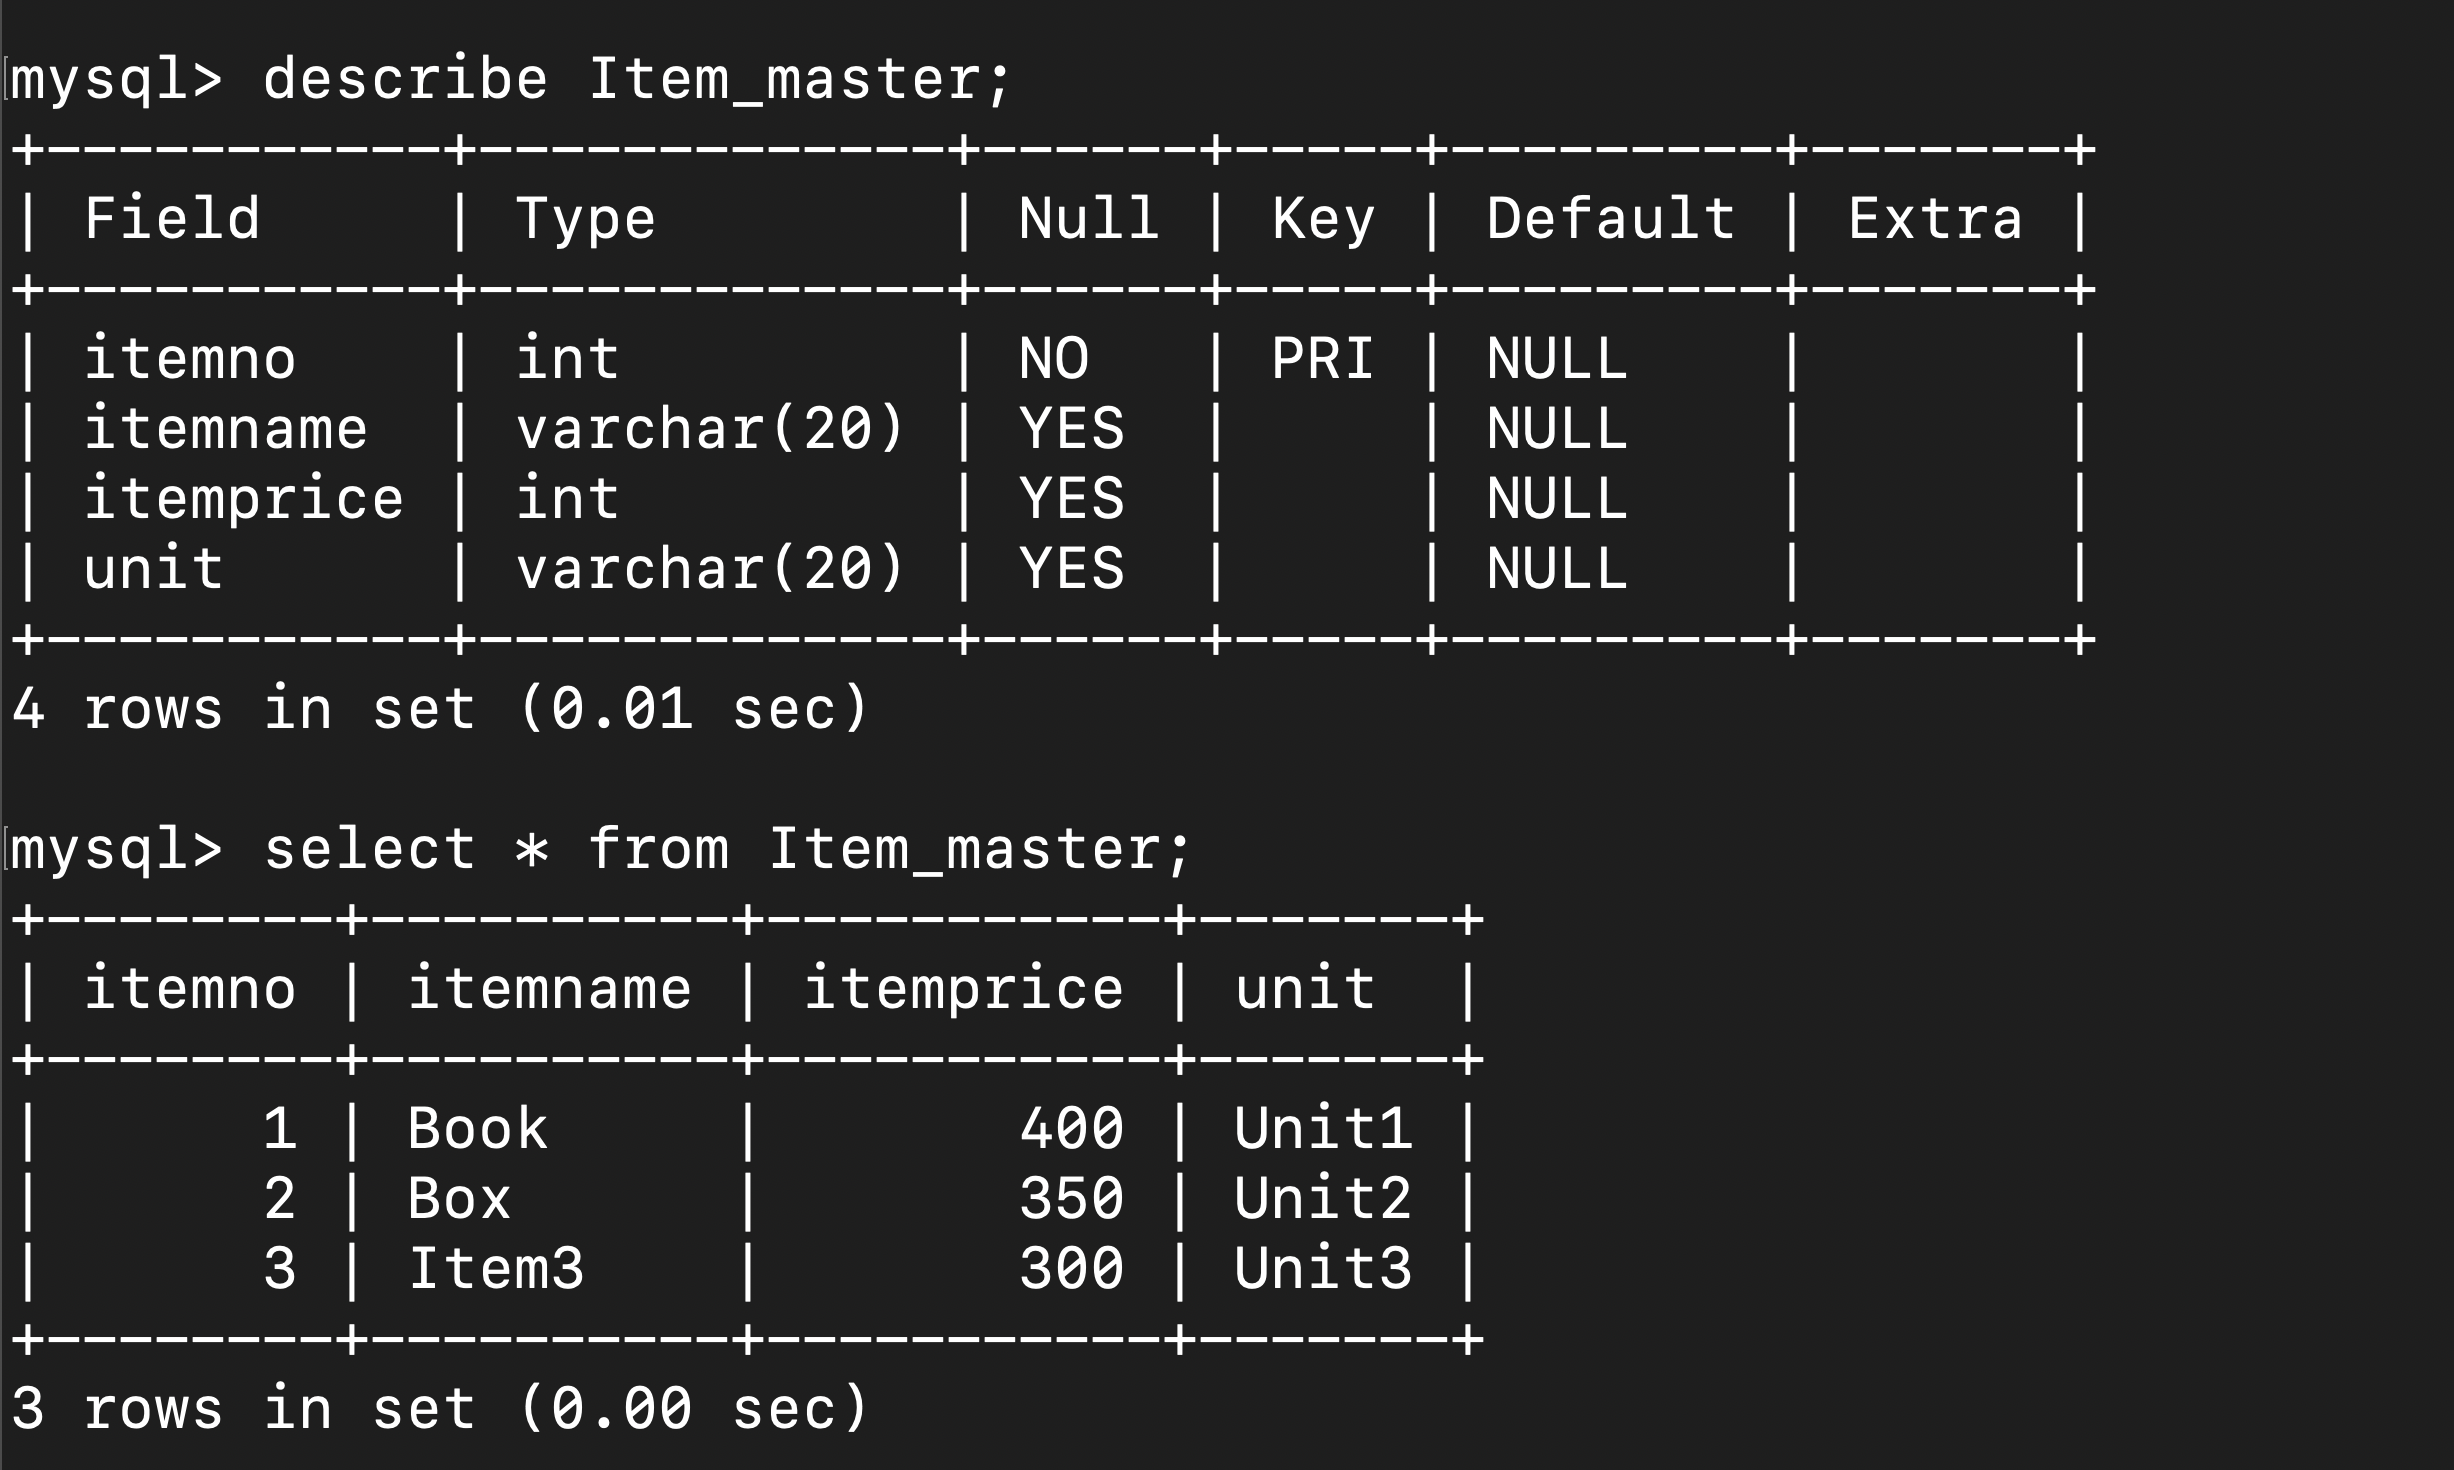 mysql> describe Item_master;
+-----------+-------------+------+-----+---------+-------+
| Field     | Type        | Null | Key | Default | Extra |
+-----------+-------------+------+-----+---------+-------+
| itemno    | int         | NO   | PRI | NULL    |       |
| itemname  | varchar(20) | YES  |     | NULL    |       |
| itemprice | int         | YES  |     | NULL    |       |
| unit      | varchar(20) | YES  |     | NULL    |       |
+-----------+-------------+------+-----+---------+-------+
4 rows in set (0.01 sec)

mysql> select * from Item_master;
+--------+----------+-----------+-------+
| itemno | itemname | itemprice | unit  |
+--------+----------+-----------+-------+
|      1 | Book     |       400 | Unit1 |
|      2 | Box      |       350 | Unit2 |
|      3 | Item3    |       300 | Unit3 |
+--------+----------+-----------+-------+
3 rows in set (0.00 sec)